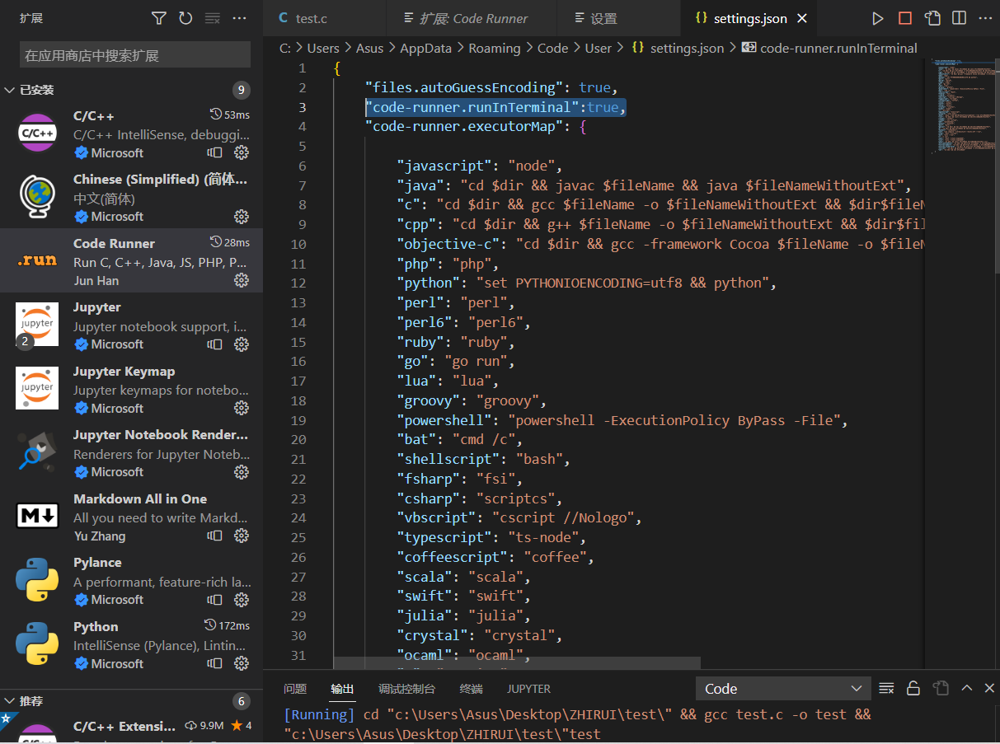 扩展
在应用商店中搜索扩展
已安装 9
C/C++ 53ms
C/C++ IntelliSense, debuggi...
Microsoft
Chinese (Simplified) (简体...
中文(简体)
Microsoft
Code Runner 28ms
Run C, C++, Java, JS, PHP, P...
Jun Han
Jupyter
Jupyter notebook support, i...
2 Microsoft
Jupyter Keymap
Jupyter keymaps for notebo...
Microsoft
Jupyter Notebook Render...
Renderers for Jupyter Noteb...
Microsoft
Markdown All in One
All you need to write Markd...
Yu Zhang
Pylance
A performant, feature-rich la...
Microsoft
Python 172ms
IntelliSense (Pylance), Lintin...
Microsoft
推荐 6
C/C++ Extensi... 9.9M 4
C test.c 扩展: Code Runner 设置 {} settings.json
C: > Users > Asus > AppData > Roaming > Code > User > {} settings.json > code-runner.runInTerminal
1 {
2 "files.autoGuessEncoding": true,
3 "code-runner.runInTerminal":true,
4 "code-runner.executorMap": {
5
6 "javascript": "node",
7 "java": "cd $dir && javac $fileName && java $fileNameWithoutExt",
8 "c": "cd $dir && gcc $fileName -o $fileNameWithoutExt && $dir$fileN
9 "cpp": "cd $dir && g++ $fileName -o $fileNameWithoutExt && $dir$fil
10 "objective-c": "cd $dir && gcc -framework Cocoa $fileName -o $fileN
11 "php": "php",
12 "python": "set PYTHONIOENCODING=utf8 && python",
13 "perl": "perl",
14 "perl6": "perl6",
15 "ruby": "ruby",
16 "go": "go run",
17 "lua": "lua",
18 "groovy": "groovy",
19 "powershell": "powershell -ExecutionPolicy ByPass -File",
20 "bat": "cmd /c",
21 "shellscript": "bash",
22 "fsharp": "fsi",
23 "csharp": "scriptcs",
24 "vbscript": "cscript //Nologo",
25 "typescript": "ts-node",
26 "coffeescript": "coffee",
27 "scala": "scala",
28 "swift": "swift",
29 "julia": "julia",
30 "crystal": "crystal",
31 "ocaml": "ocaml",
问题 输出 调试控制台 终端 JUPYTER Code
[Running] cd "c:\Users\Asus\Desktop\ZHIRUI\test\" && gcc test.c -o test &&
"c:\Users\Asus\Desktop\ZHIRUI\test\"test